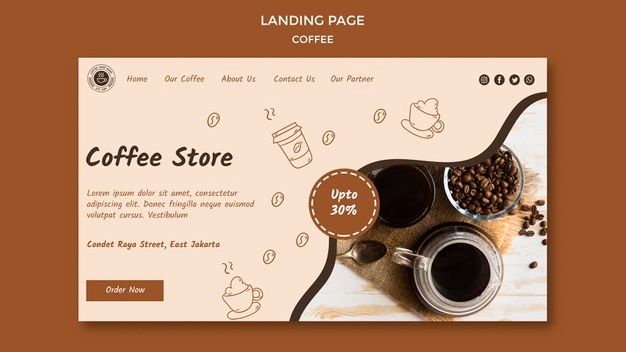 LANDING PAGE
COFFEE
Home Our Coffee About Us Contact Us Our Partner
Coffee Store
Lorem ipsum dolor sit amet, consectetur
adipiscing elit. Donec fringilla neque euismod
volutpat cursus. Vestibulum
Condet Raya Street, East Jakarta
Order Now
Upto
30%